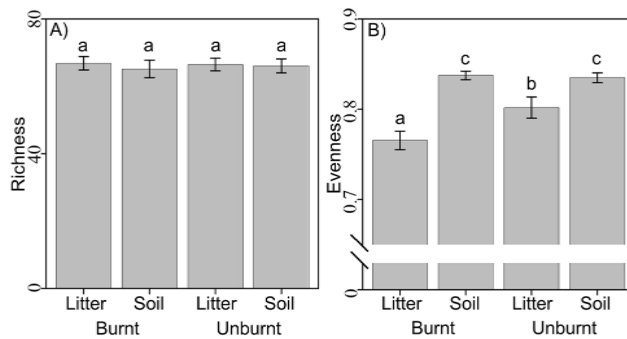 A)
80
40
0
Richness
a
a
a
a
Litter Soil Litter Soil
Burnt Unburnt
B)
0,9
0,8
0,7
0
Evenness
a
c
b
c
Litter Soil Litter Soil
Burnt Unburnt